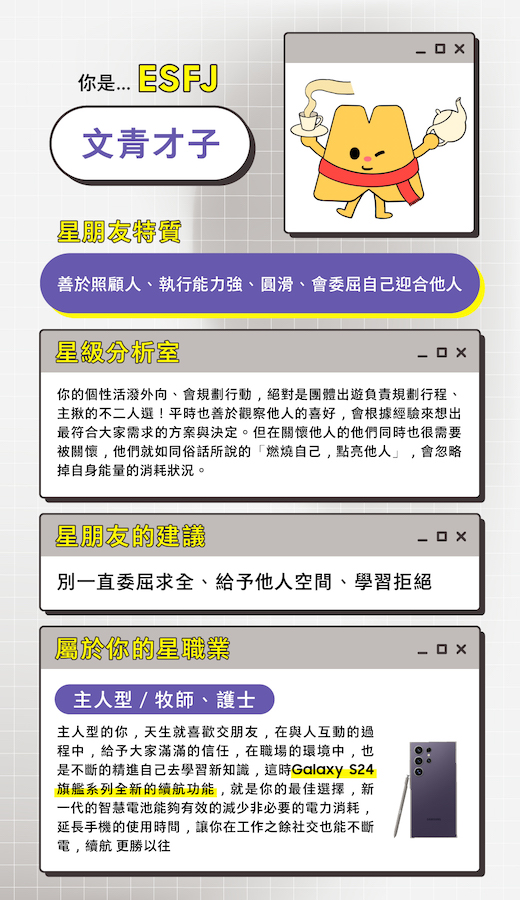 你是... ESFJ
文青才子
星朋友特質
善於照顧人、執行能力強、圓滑、會委屈自己迎合他人
星級分析室
你的個性活潑外向、會規劃行動，絕對是團體出遊負責規劃行程、
主揪的不二人選！平時也善於觀察他人的喜好，會根據經驗來想出
最符合大家需求的方案與決定。但在關懷他人的他們同時也很需要
被關懷，他們就如同俗話所說的「燃燒自己，點亮他人」，會忽略
掉自身能量的消耗狀況。
星朋友的建議
別一直委屈求全、給予他人空間、學習拒絕
屬於你的星職業
主人型 / 牧師、護士
主人型的你，天生就喜歡交朋友，在與人互動的過
程中，給予大家滿滿的信任，在職場的環境中，也
是不斷的精進自己去學習新知識，這時Galaxy S24
旗艦系列全新的續航功能，就是你的最佳選擇，新
一代的智慧電池能夠有效的減少非必要的電力消耗，
延長手機的使用時間，讓你在工作之餘社交也能不斷
電，續航 更勝以往